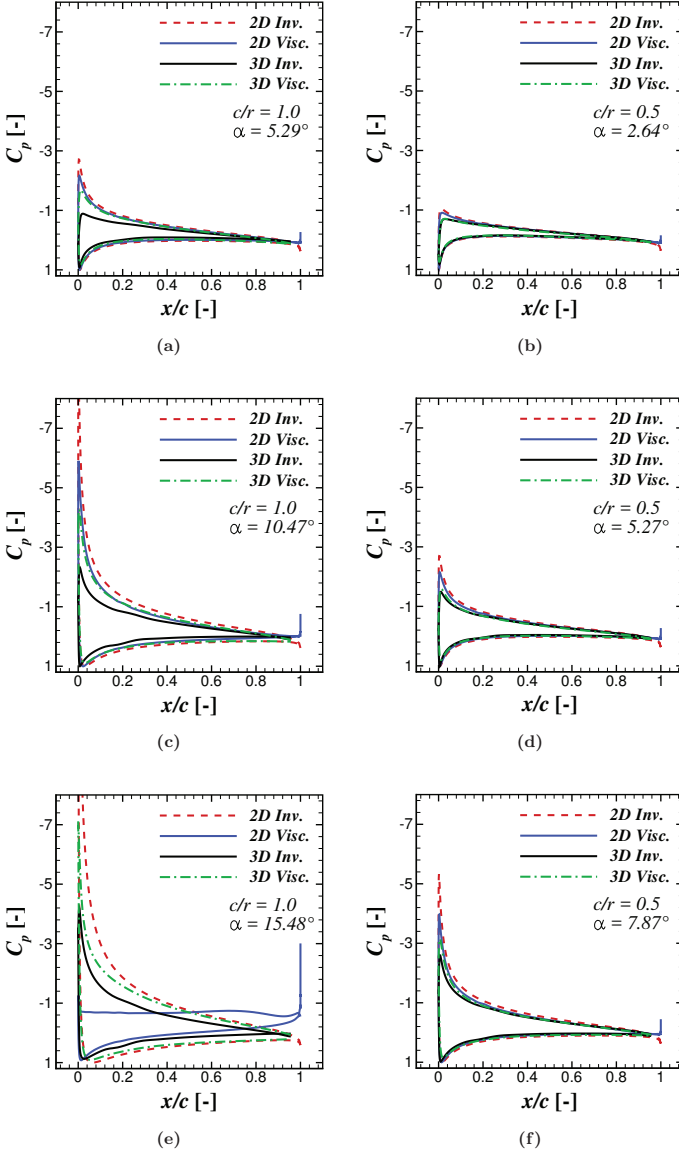 -7
-5
-3
-1
1
C_p [-]
2D Inv.
2D Visc.
3D Inv.
3D Visc.
c/r = 1.0
α = 5.29°
0 0.2 0.4 0.6 0.8 1
x/c [-]
(a)
-7
-5
-3
-1
1
C_p [-]
2D Inv.
2D Visc.
3D Inv.
3D Visc.
c/r = 0.5
α = 2.64°
0 0.2 0.4 0.6 0.8 1
x/c [-]
(b)
-7
-5
-3
-1
1
C_p [-]
2D Inv.
2D Visc.
3D Inv.
3D Visc.
c/r = 1.0
α = 10.47°
0 0.2 0.4 0.6 0.8 1
x/c [-]
(c)
-7
-5
-3
-1
1
C_p [-]
2D Inv.
2D Visc.
3D Inv.
3D Visc.
c/r = 0.5
α = 5.27°
0 0.2 0.4 0.6 0.8 1
x/c [-]
(d)
-7
-5
-3
-1
1
C_p [-]
2D Inv.
2D Visc.
3D Inv.
3D Visc.
c/r = 1.0
α = 15.48°
0 0.2 0.4 0.6 0.8 1
x/c [-]
(e)
-7
-5
-3
-1
1
C_p [-]
2D Inv.
2D Visc.
3D Inv.
3D Visc.
c/r = 0.5
α = 7.87°
0 0.2 0.4 0.6 0.8 1
x/c [-]
(f)